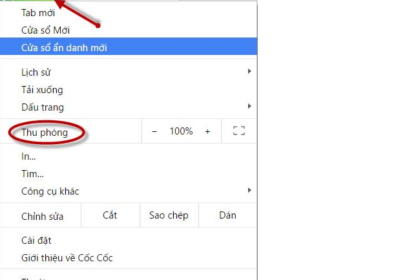 Tab mới
Cửa sổ Mới
Cửa sổ ẩn danh mới
Lịch sử
Tải xuống
Dấu trang
Thu phóng − 100% +
In...
Tìm...
Công cụ khác
Chỉnh sửa Cắt Sao chép Dán
Cài đặt
Giới thiệu về Cốc Cốc